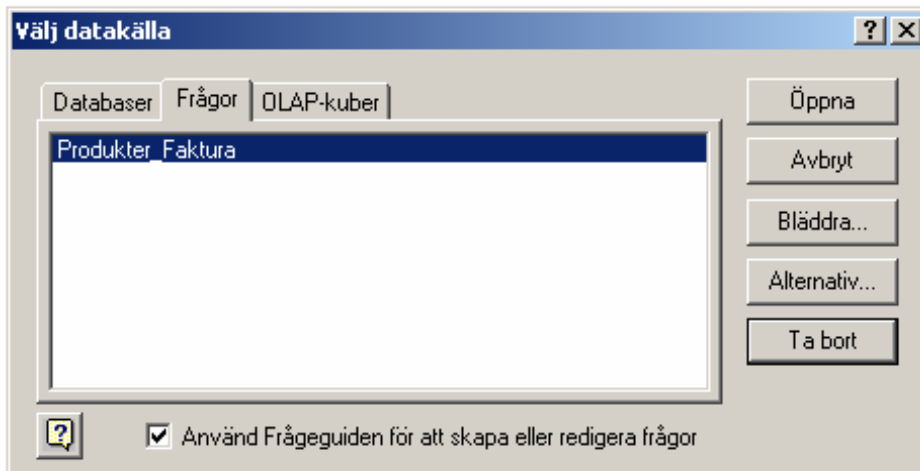 Välj datakälla
Databaser Frågor OLAP-kuber
Produkter_Faktura
Öppna
Avbryt
Bläddra...
Alternativ...
Ta bort
Använd Frågeguiden för att skapa eller redigera frågor